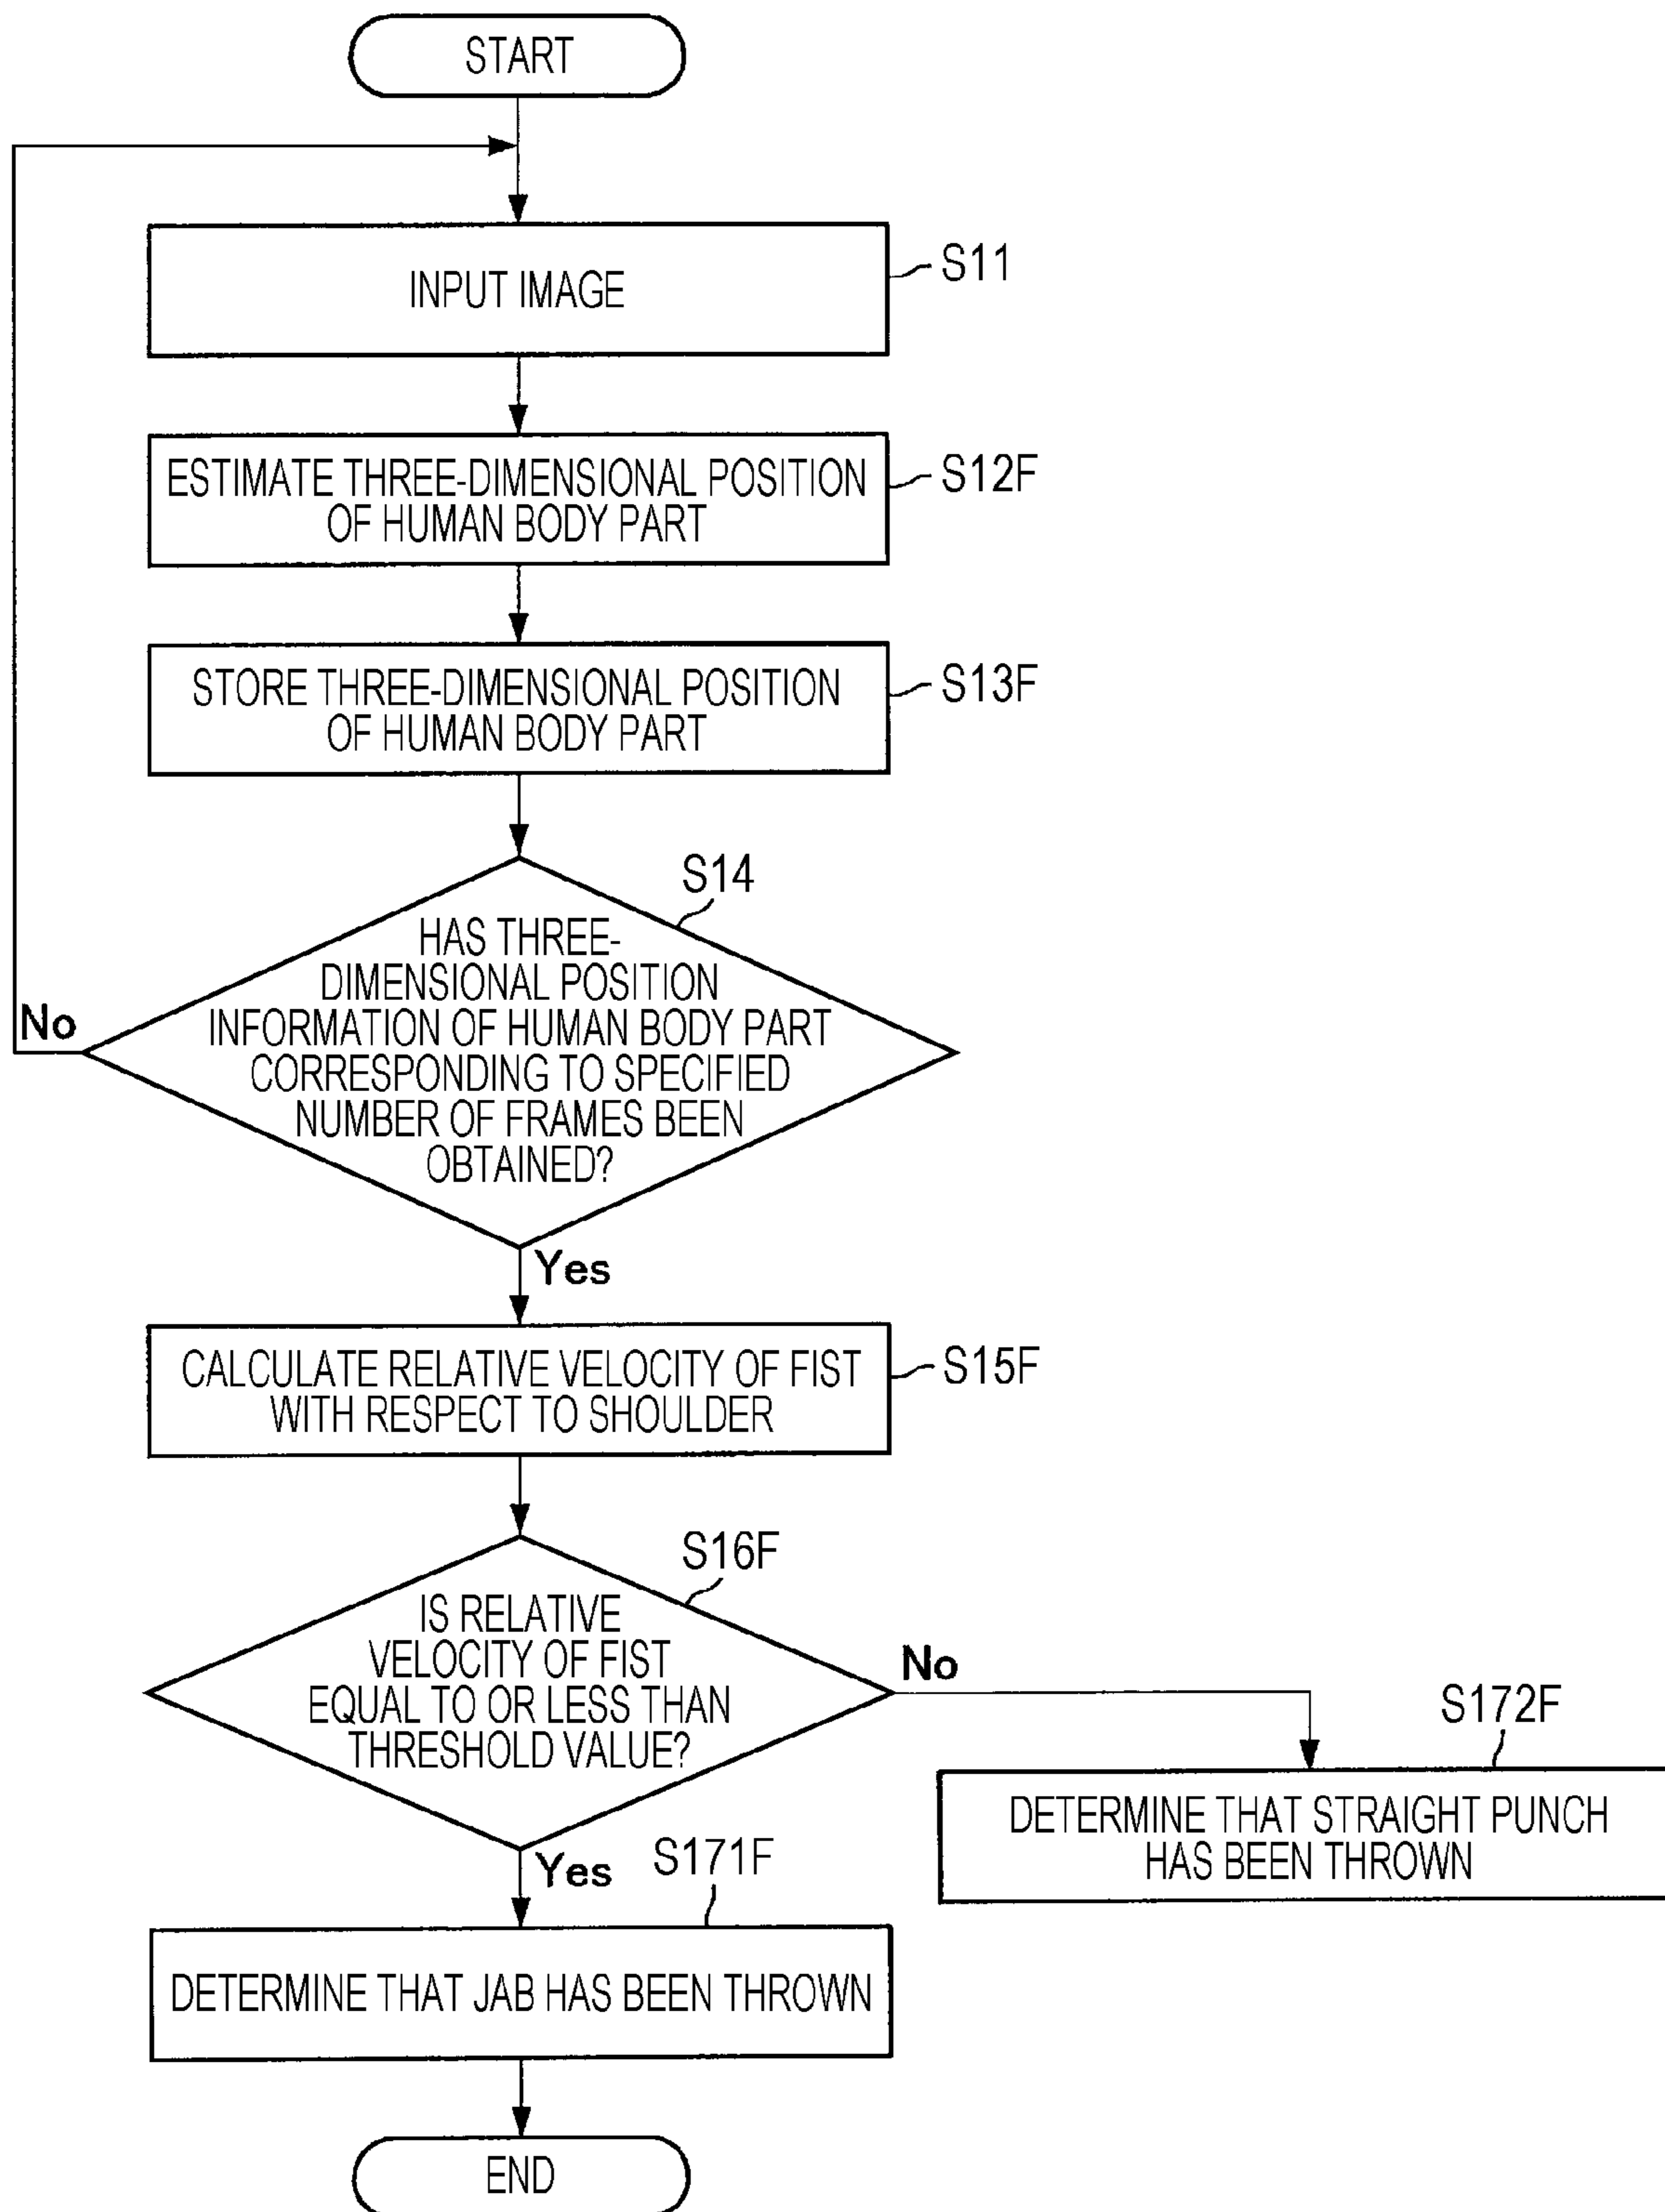 START
INPUT IMAGE
S11
ESTIMATE THREE-DIMENSIONAL POSITION
OF HUMAN BODY PART
S12F
STORE THREE-DIMENSIONAL POSITION
OF HUMAN BODY PART
S13F
S14
HAS THREE-
DIMENSIONAL POSITION
INFORMATION OF HUMAN BODY PART
CORRESPONDING TO SPECIFIED
NUMBER OF FRAMES BEEN
OBTAINED?
No
Yes
CALCULATE RELATIVE VELOCITY OF FIST
WITH RESPECT TO SHOULDER
S15F
S16F
IS RELATIVE
VELOCITY OF FIST
EQUAL TO OR LESS THAN
THRESHOLD VALUE?
No
S172F
DETERMINE THAT STRAIGHT PUNCH
HAS BEEN THROWN
Yes
S171F
DETERMINE THAT JAB HAS BEEN THROWN
END